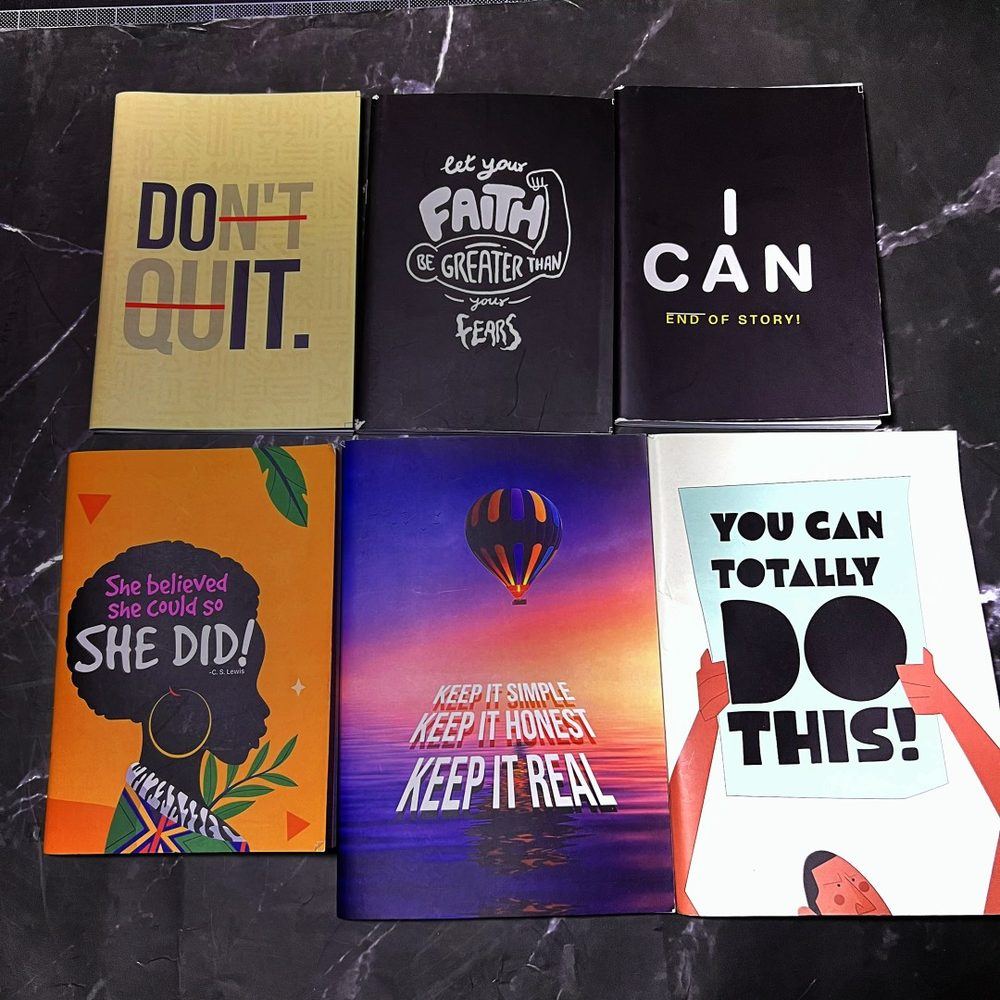 DON'T
QUIT.
let your
FAITH
BE GREATER THAN
your
FEARS
I
CAN
END OF STORY!
She believed
she could so
SHE DID!
-C. S. Lewis
KEEP IT SIMPLE
KEEP IT HONEST
KEEP IT REAL
YOU CAN
TOTALLY
DO
THIS!